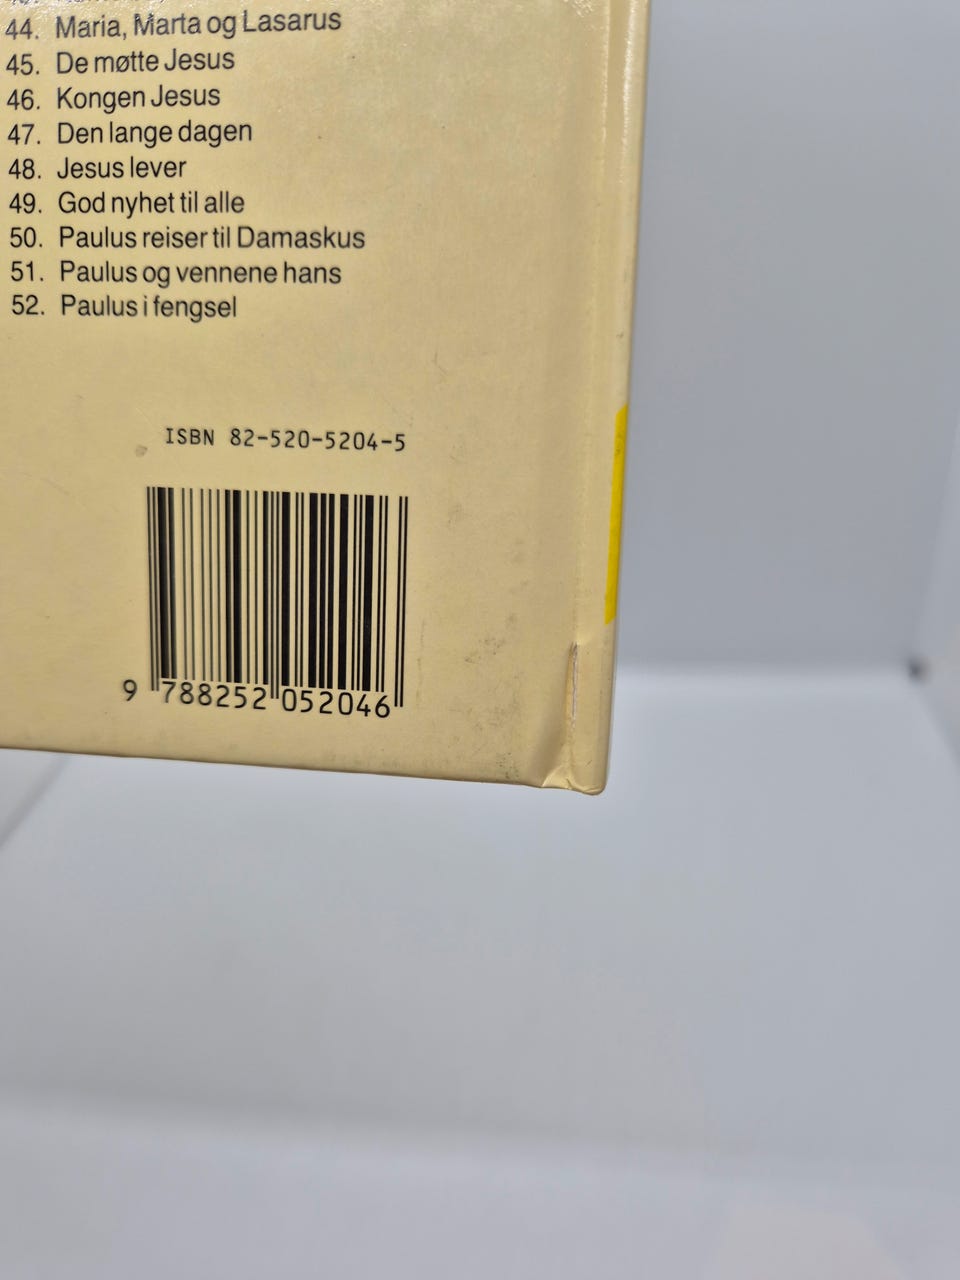 44. Maria, Marta og Lasarus
45. De møtte Jesus
46. Kongen Jesus
47. Den lange dagen
48. Jesus lever
49. God nyhet til alle
50. Paulus reiser til Damaskus
51. Paulus og vennene hans
52. Paulus i fengsel
ISBN 82-520-5204-5
9 788252 052046